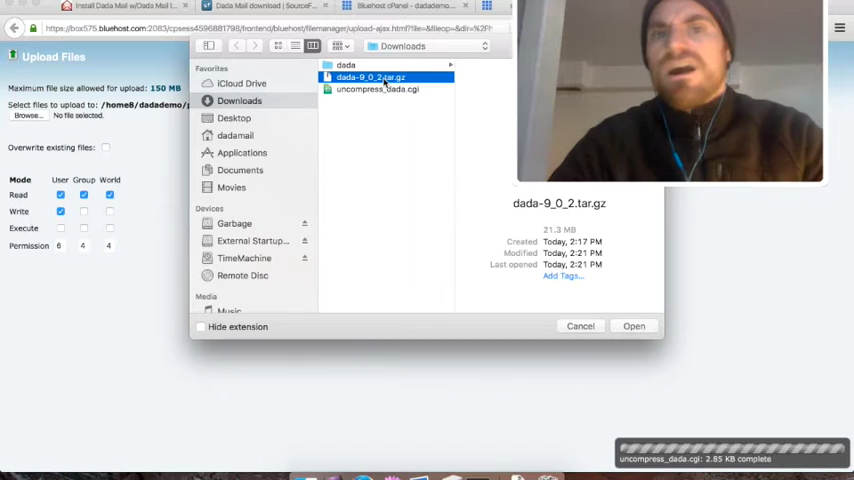 Install Dada Mail w/Dada Mail I
Dada Mail download | SourceF...
Bluehost cPanel - dadademo...
https://box575.bluehost.com/cpsess4596881798/frontend/bluehost/filemanager/upload-ajax.html?file=&fileop=&dir=%2F
Upload Files
Maximum file size allowed for upload: 150 MB
Select files to upload to: /home8/dadademo/p
Browse... No file selected.
Overwrite existing files:
Mode User Group World
Read
Write
Execute
Permission 6 4 4
Downloads
Favorites
iCloud Drive
Downloads
Desktop
dadamail
Applications
Documents
Movies
Devices
Garbage
External Startup...
TimeMachine
Remote Disc
Media
Music
dada
dada-9_0_2.tar.gz
uncompress_dada.cgi
dada-9_0_2.tar.gz
21.3 MB
Created Today, 2:17 PM
Modified Today, 2:21 PM
Last opened Today, 2:21 PM
Add Tags...
Hide extension
Cancel
Open
uncompress_dada.cgi: 2.85 KB complete